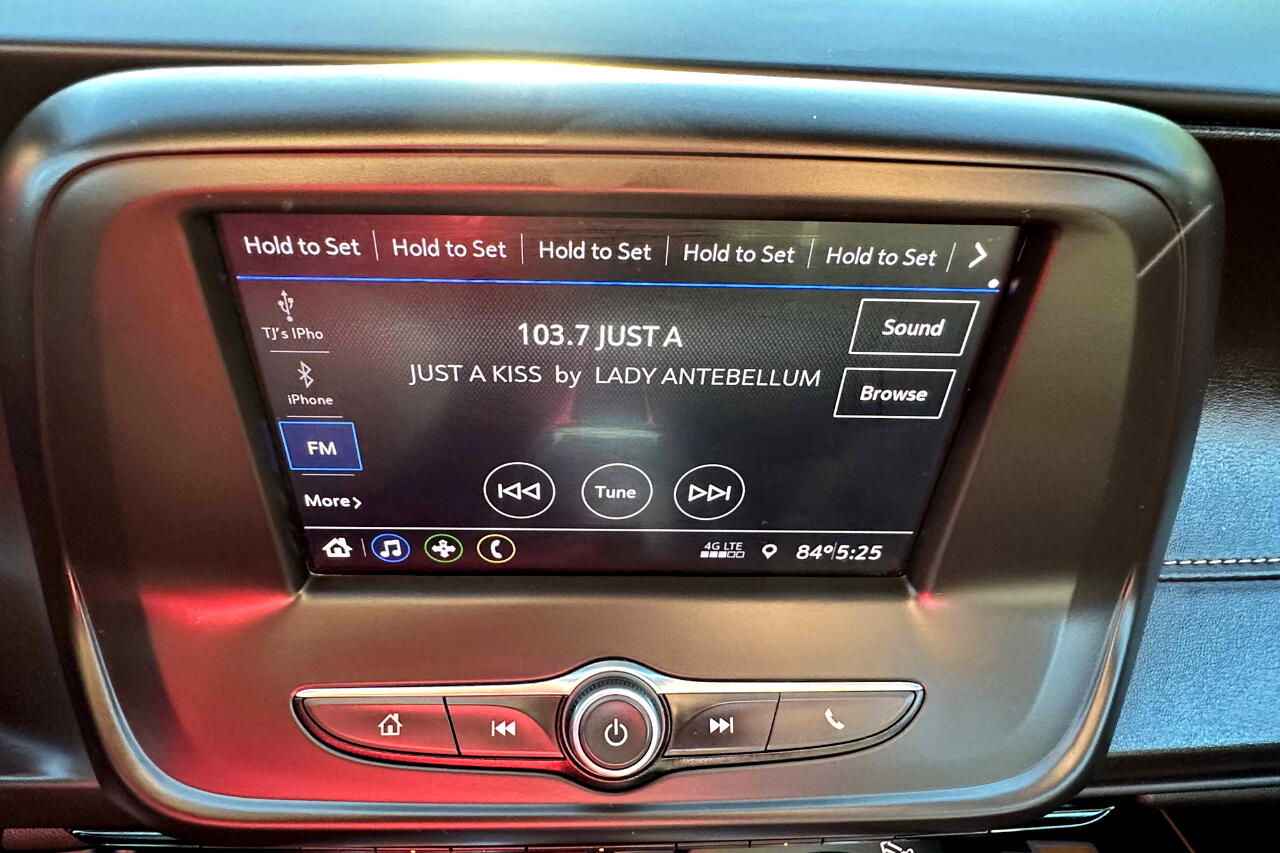 Hold to Set Hold to Set Hold to Set Hold to Set Hold to Set
TJ's IPho
103.7 JUST A
Sound
JUST A KISS by LADY ANTEBELLUM
iPhone
Browse
FM
Tune
More
4G LTE
84° 5:25